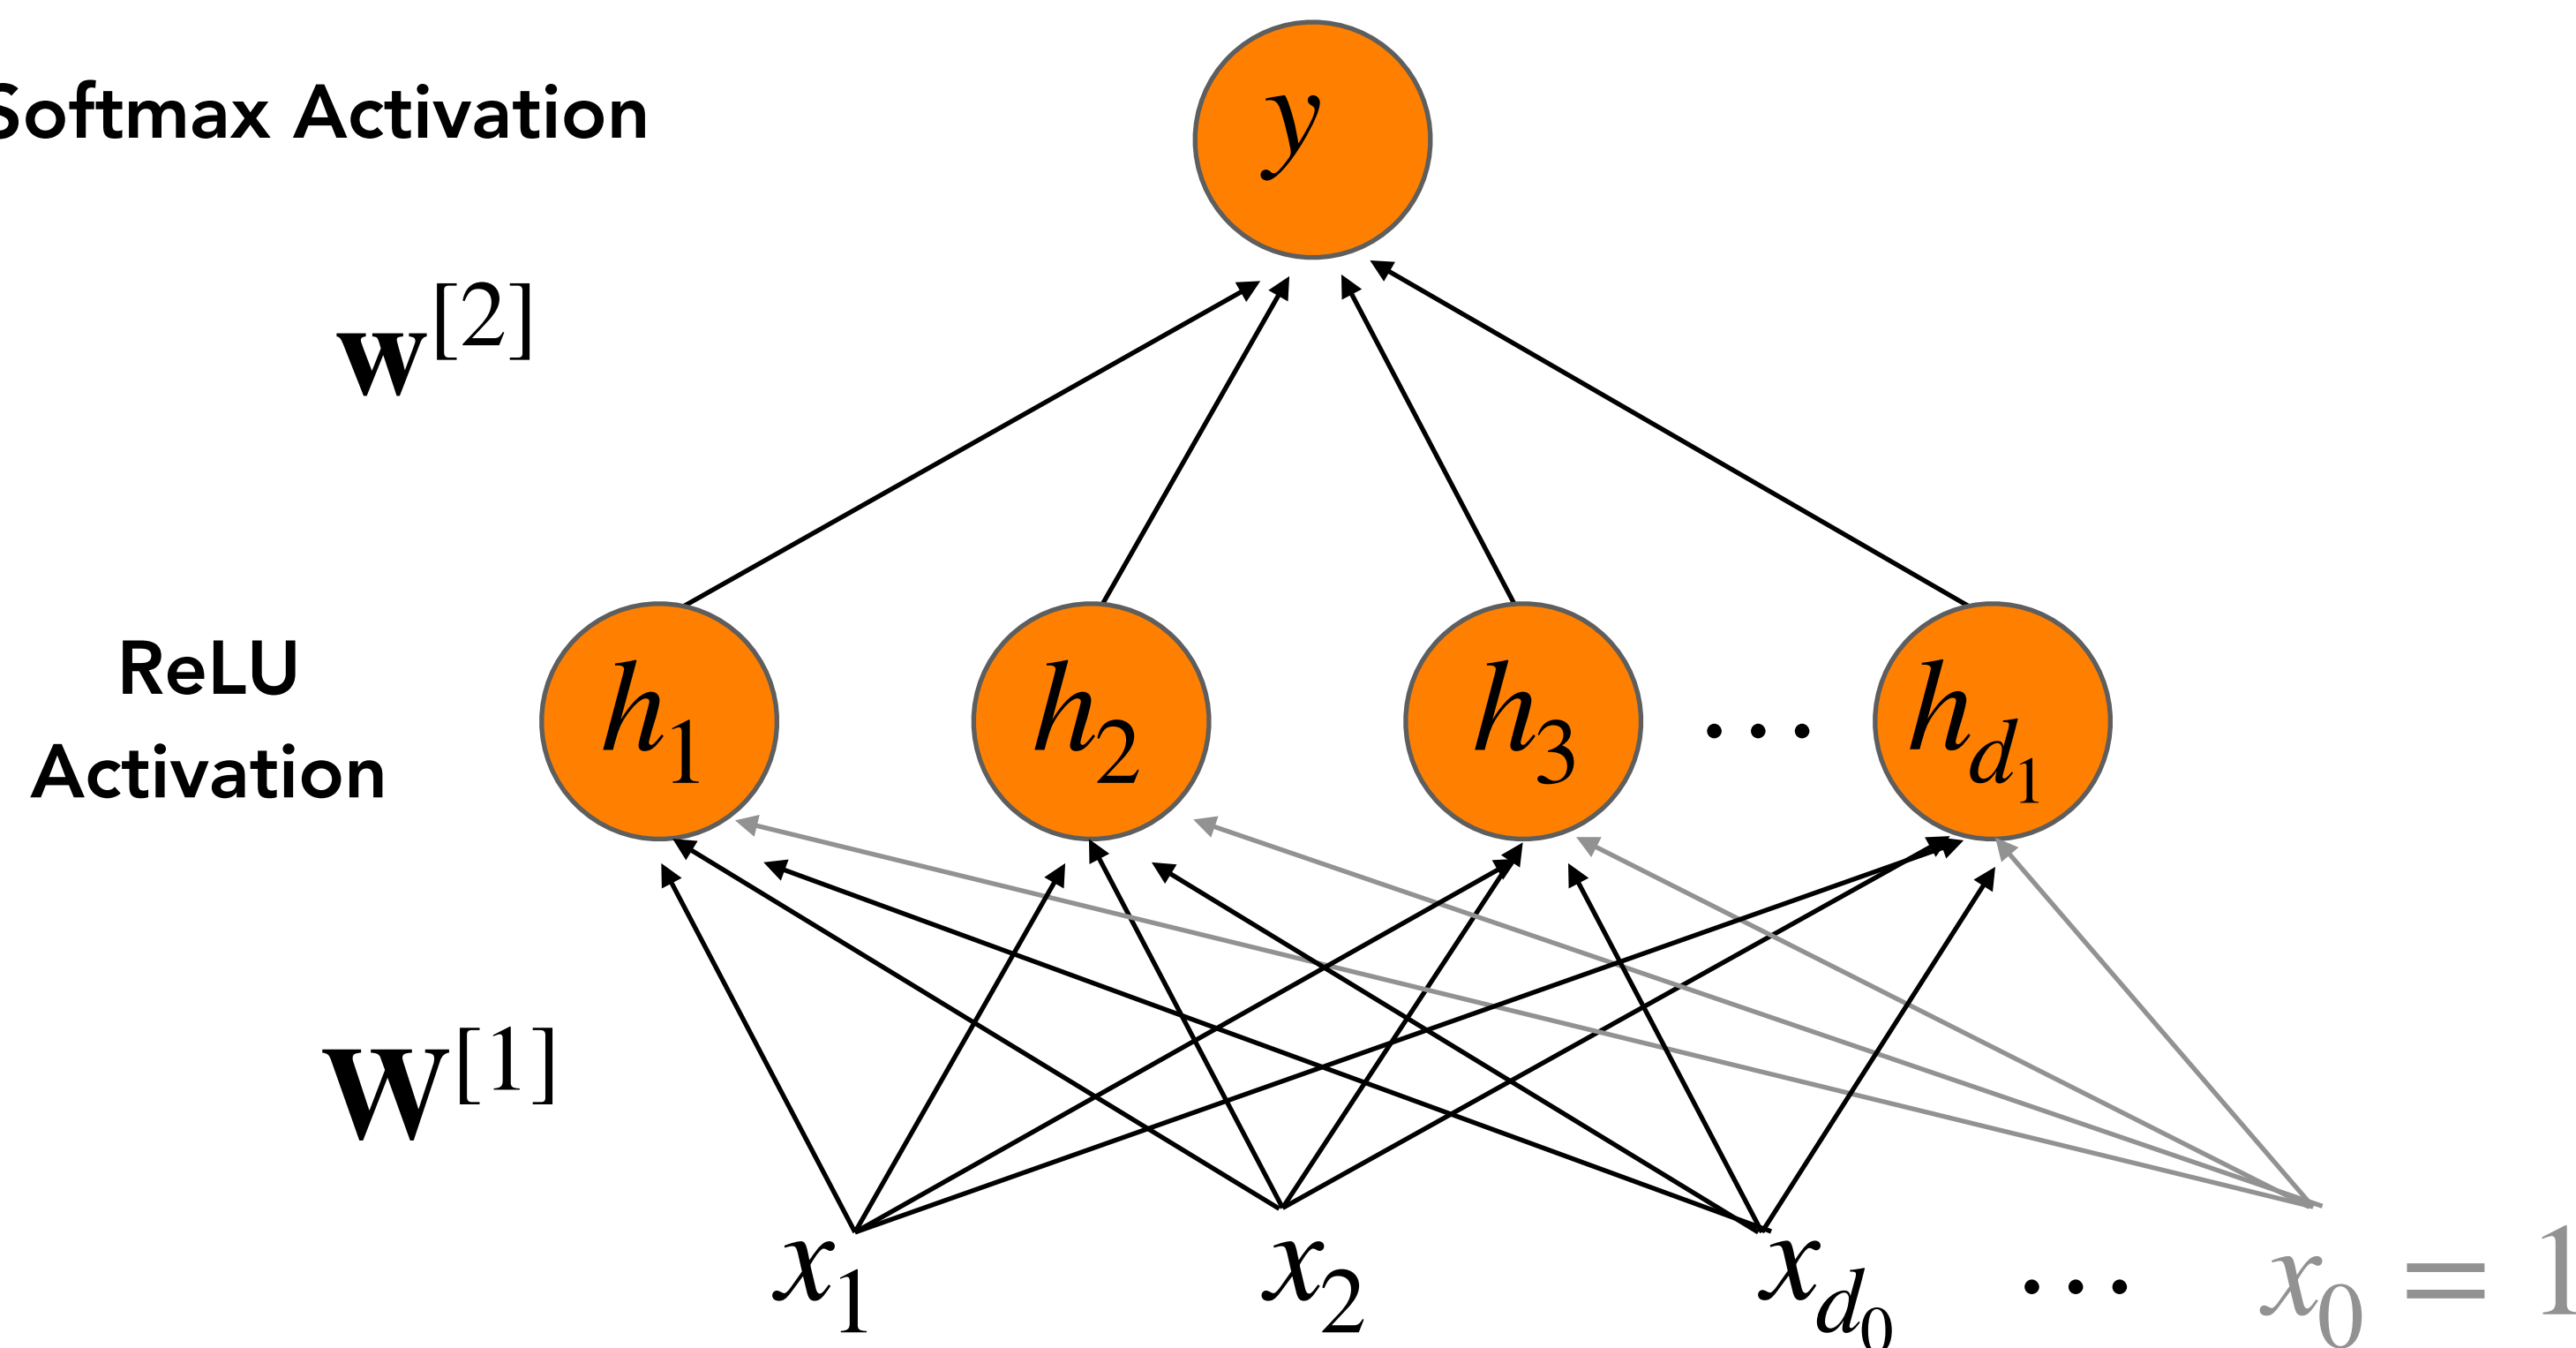 Softmax Activation
y
w[2]
ReLU
Activation
h1 h2 h3 ... hd1
W[1]
x1 x2 xd0 ... x0 = 1